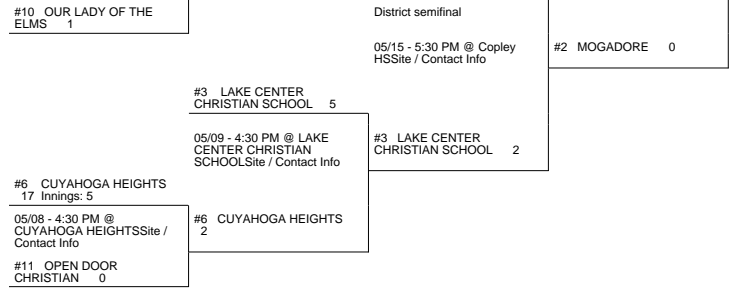 #10 OUR LADY OF THE
ELMS 1
District semifinal
05/15 - 5:30 PM @ Copley
HSSite / Contact Info
#2 MOGADORE 0
#3 LAKE CENTER
CHRISTIAN SCHOOL 5
05/09 - 4:30 PM @ LAKE
CENTER CHRISTIAN
SCHOOLSite / Contact Info
#3 LAKE CENTER
CHRISTIAN SCHOOL 2
#6 CUYAHOGA HEIGHTS
17 Innings: 5
05/08 - 4:30 PM @
CUYAHOGA HEIGHTSSite /
Contact Info
#6 CUYAHOGA HEIGHTS
2
#11 OPEN DOOR
CHRISTIAN 0